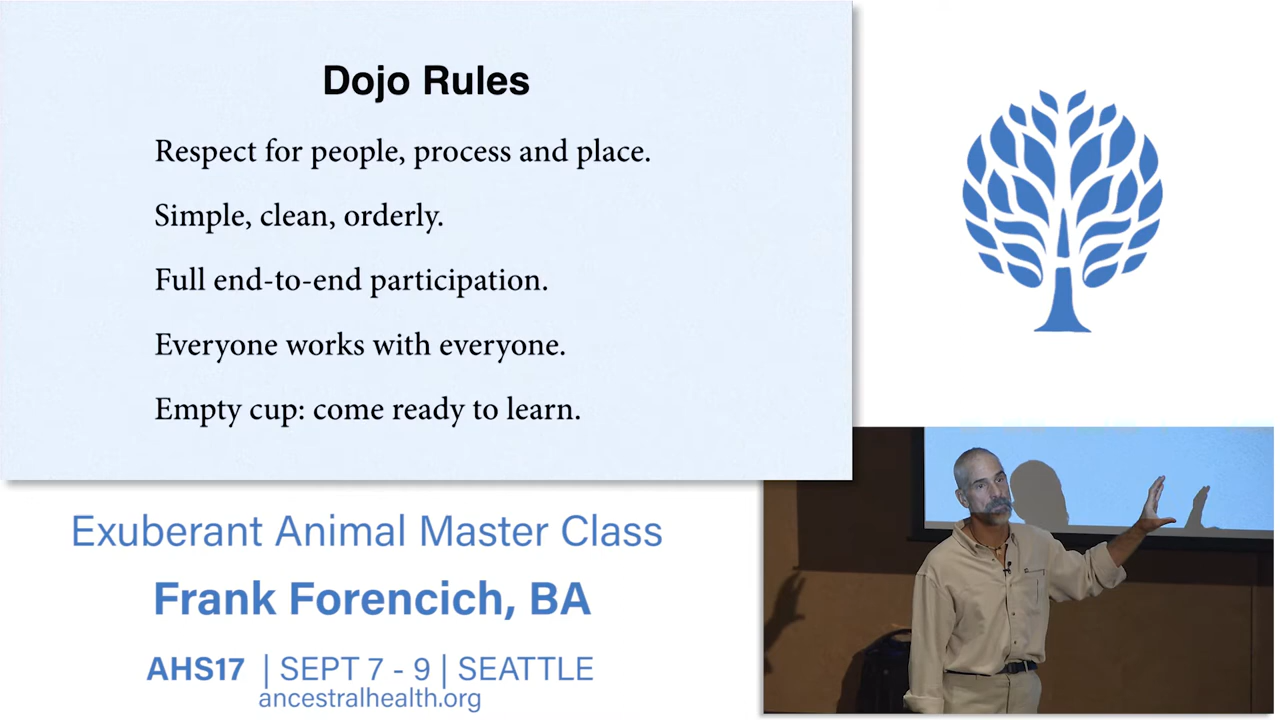 Dojo Rules
Respect for people, process and place.
Simple, clean, orderly.
Full end-to-end participation.
Everyone works with everyone.
Empty cup: come ready to learn.
Exuberant Animal Master Class
Frank Forencich, BA
AHS17 | SEPT 7 - 9 | SEATTLE
ancestralhealth.org